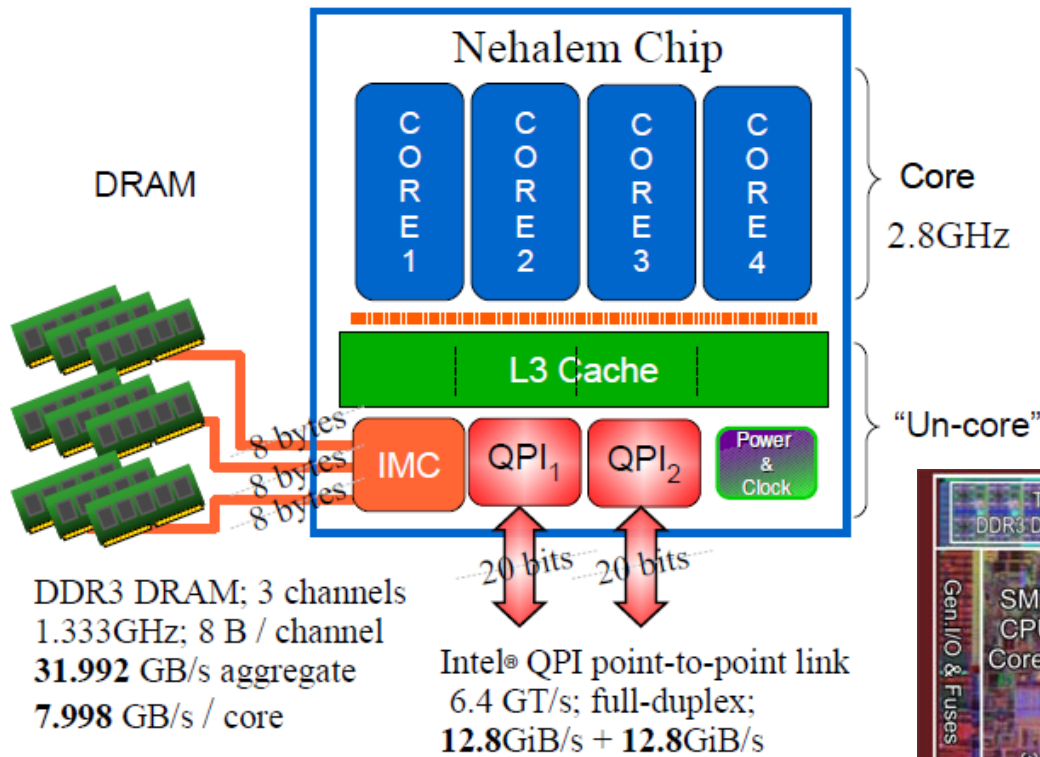 Nehalem Chip
CORE1
CORE2
CORE3
CORE4
DRAM
Core
2.8GHz
L3 Cache
"Un-core"
8 bytes
8 bytes
8 bytes
IMC
QPI1
QPI2
Power
&
Clock
20 bits
20 bits
DDR3 DRAM; 3 channels
1.333GHz; 8 B / channel
31.992 GB/s aggregate
7.998 GB/s / core
Intel® QPI point-to-point link
6.4 GT/s; full-duplex;
12.8GiB/s + 12.8GiB/s
Gen.I/O & Fuses